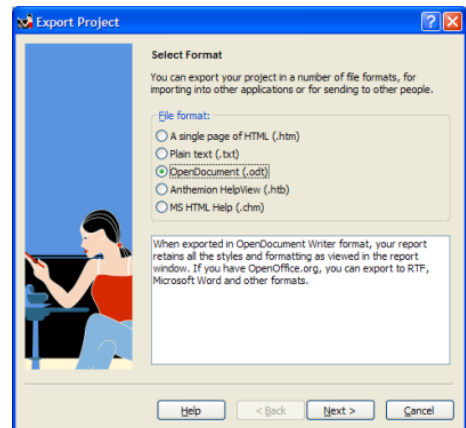 Export Project
Select Format
You can export your project in a number of file formats, for
importing into other applications or for sending to other people.
File format:
A single page of HTML (.htm)
Plain text (.txt)
OpenDocument (.odt)
Anthemion HelpView (.htb)
MS HTML Help (.chm)
When exported in OpenDocument Writer format, your report
retains all the styles and formatting as viewed in the report
window. If you have OpenOffice.org, you can export to RTF,
Microsoft Word and other formats.
Help < Back Next > Cancel